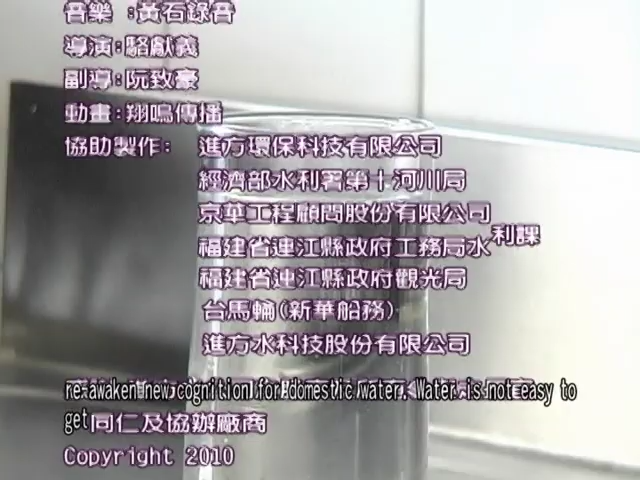 音樂 :黃石錄音
導演:駱獻義
副導:阮致豪
動畫:翔鳴傳播
協助製作: 進方環保科技有限公司
經濟部水利署第十河川局
京華工程顧問股份有限公司
福建省連江縣政府工務局水利課
福建省連江縣政府觀光局
台馬輪(新華船務)
進方水科技股份有限公司
re-awaken new cognition for domestic water. Water is not easy to
get
同仁及協辦廠商
Copyright 2010